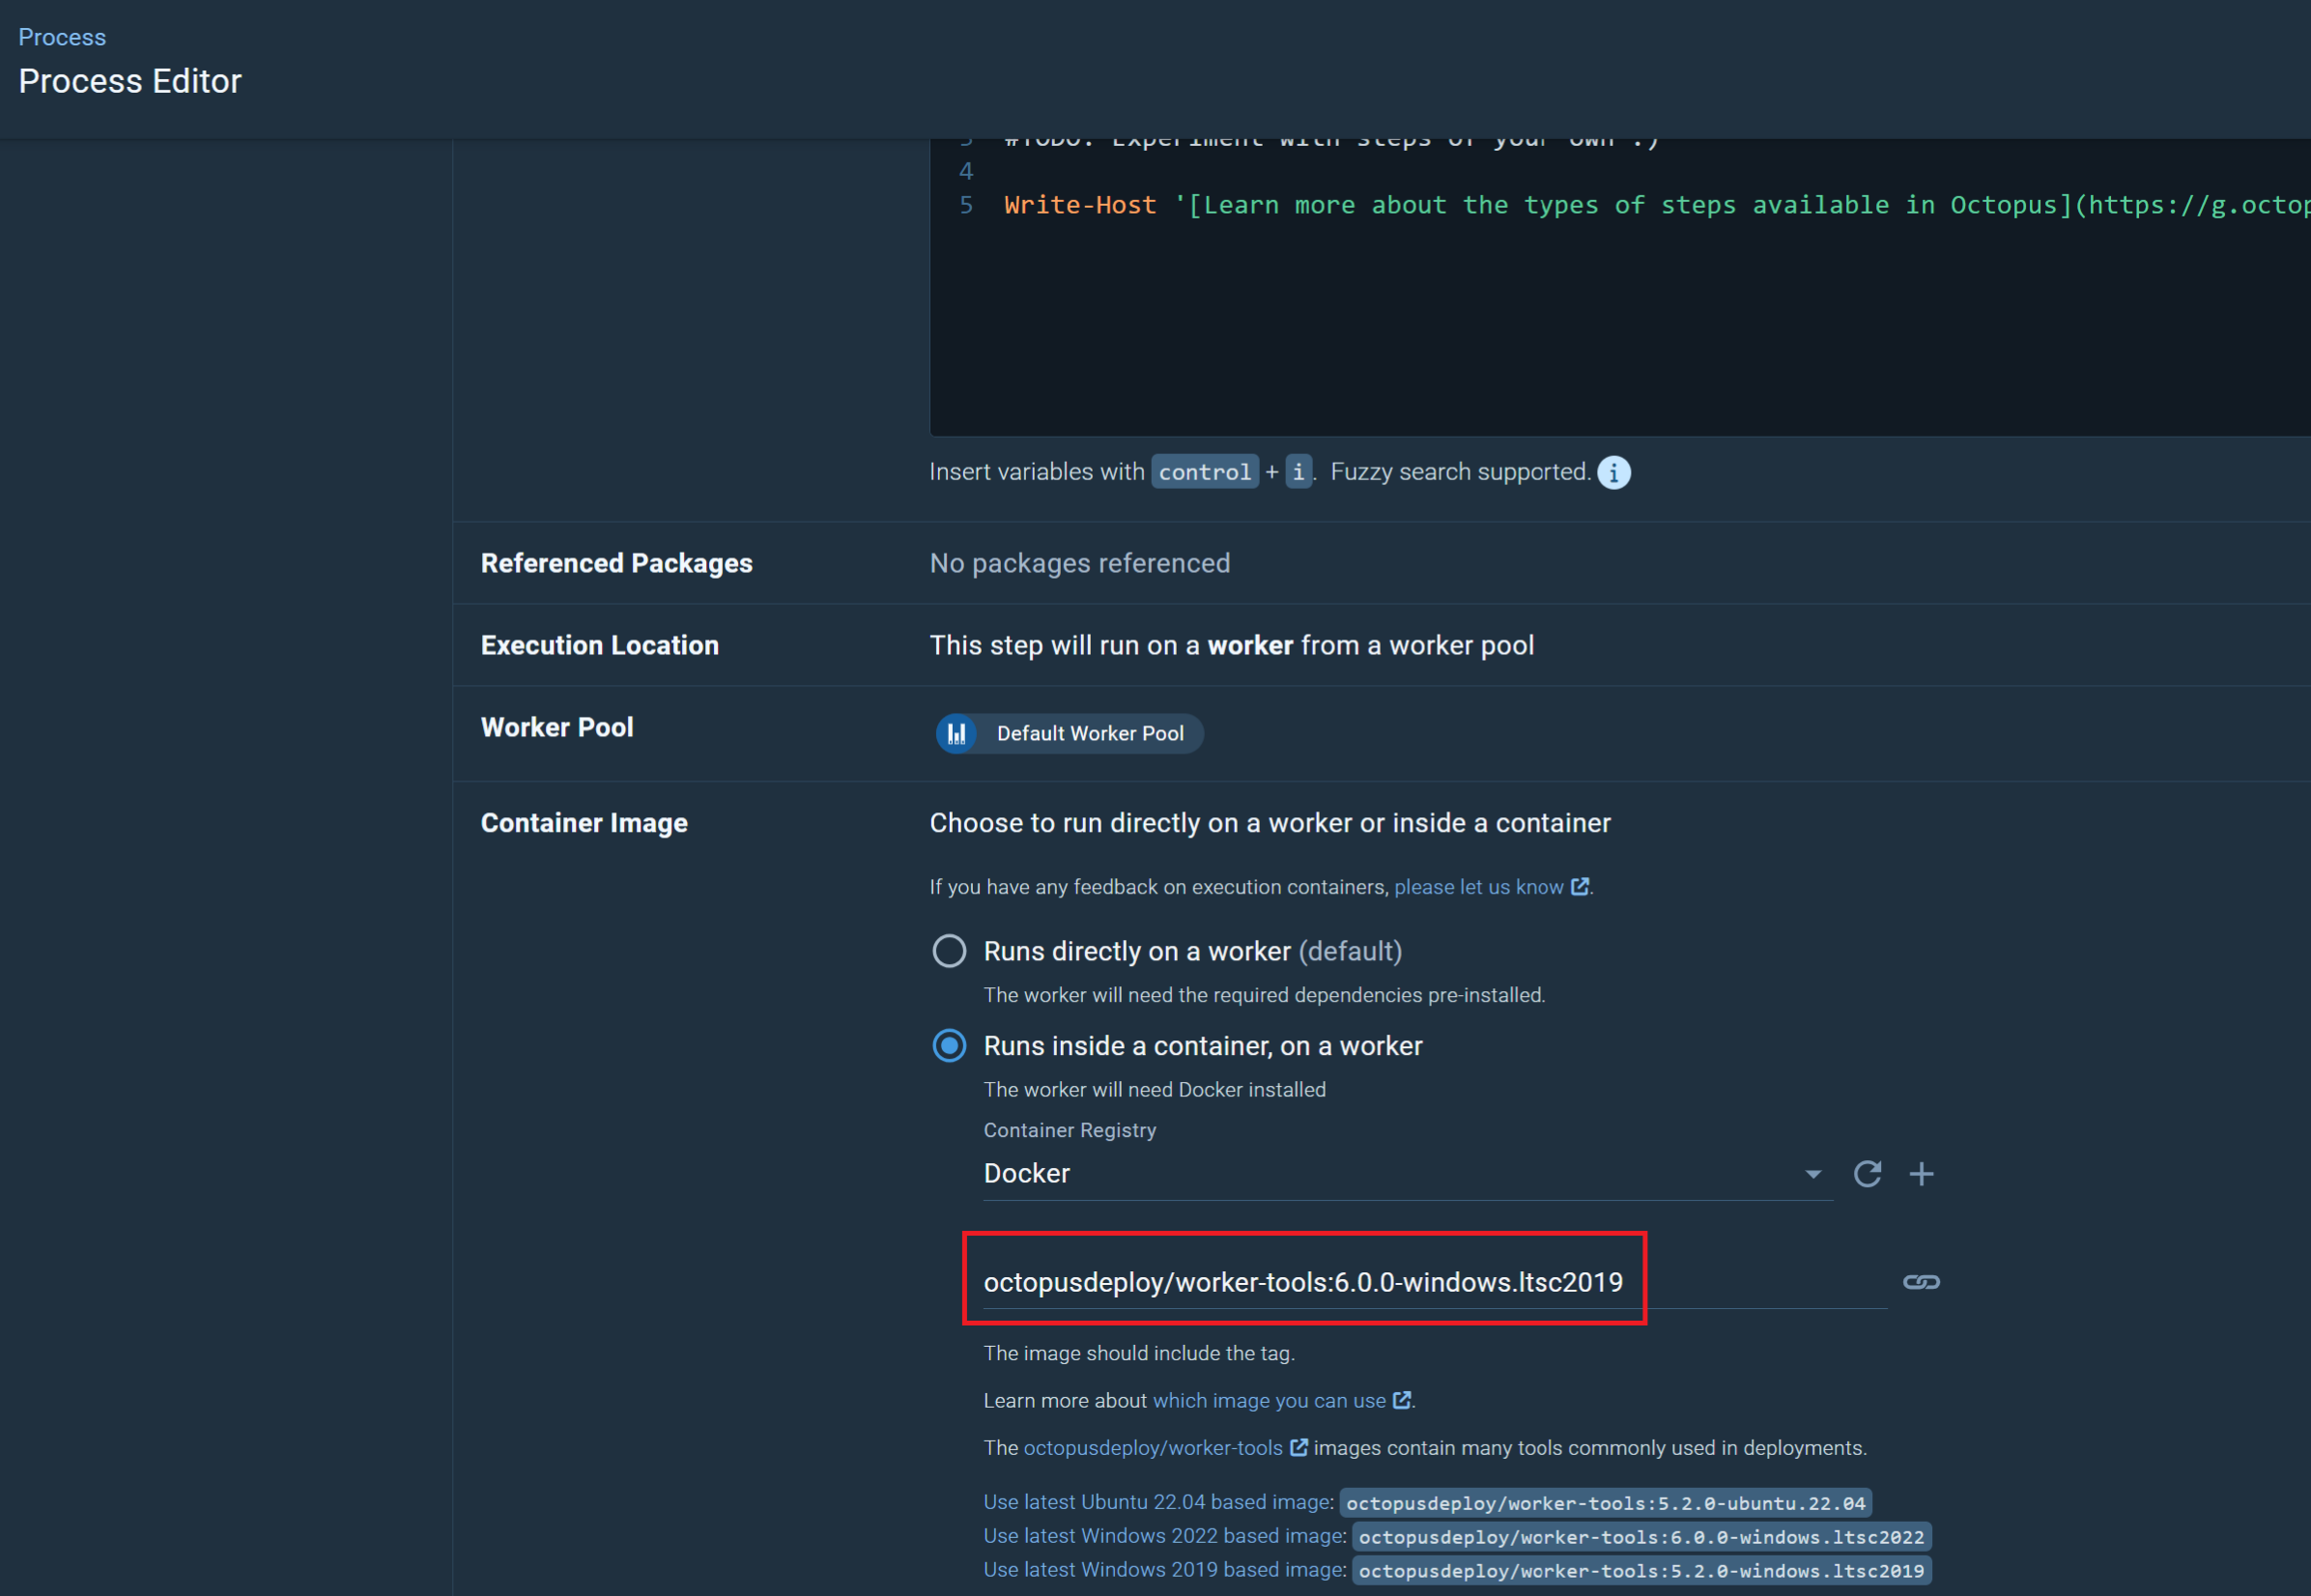 Process
Process Editor
3 #TODO: Experiment with steps of your own :)
4
5 Write-Host '[Learn more about the types of steps available in Octopus](https://g.octop
Insert variables with control + i. Fuzzy search supported.
Referenced Packages No packages referenced
Execution Location This step will run on a worker from a worker pool
Worker Pool Default Worker Pool
Container Image Choose to run directly on a worker or inside a container
If you have any feedback on execution containers, please let us know.
Runs directly on a worker (default)
The worker will need the required dependencies pre-installed.
Runs inside a container, on a worker
The worker will need Docker installed
Container Registry
Docker
octopusdeploy/worker-tools:6.0.0-windows.ltsc2019
The image should include the tag.
Learn more about which image you can use.
The octopusdeploy/worker-tools images contain many tools commonly used in deployments.
Use latest Ubuntu 22.04 based image: octopusdeploy/worker-tools:5.2.0-ubuntu.22.04
Use latest Windows 2022 based image: octopusdeploy/worker-tools:6.0.0-windows.ltsc2022
Use latest Windows 2019 based image: octopusdeploy/worker-tools:5.2.0-windows.ltsc2019